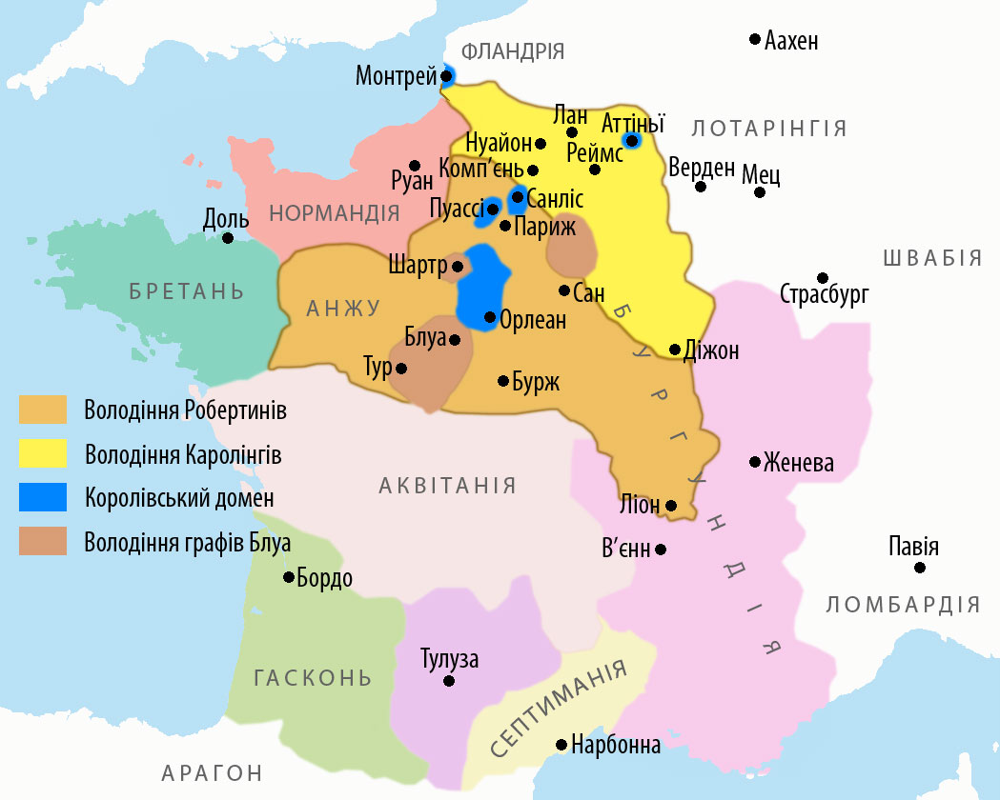 ФЛАНДРІЯ
Аахен
Монтрей
Лан
Аттіньї
ЛОТАРІНГІЯ
Нуайон
Реймс
Комп'єнь
Верден
Мец
Руан
Санліс
Пуассі
НОРМАНДІЯ
Париж
Доль
Шартр
ШВАБІЯ
БРЕТАНЬ
Страсбург
АНЖУ
Сан
Орлеан
Блуа
Діжон
Тур
Бурж
БУРГУНДІЯ
Володіння Робертинів
Володіння Каролінгів
Королівський домен
Володіння графів Блуа
Женева
АКВІТАНІЯ
Ліон
В'єнн
Павія
Бордо
ЛОМБАРДІЯ
Тулуза
ГАСКОНЬ
СЕПТИМАНІЯ
Нарбонна
АРАГОН